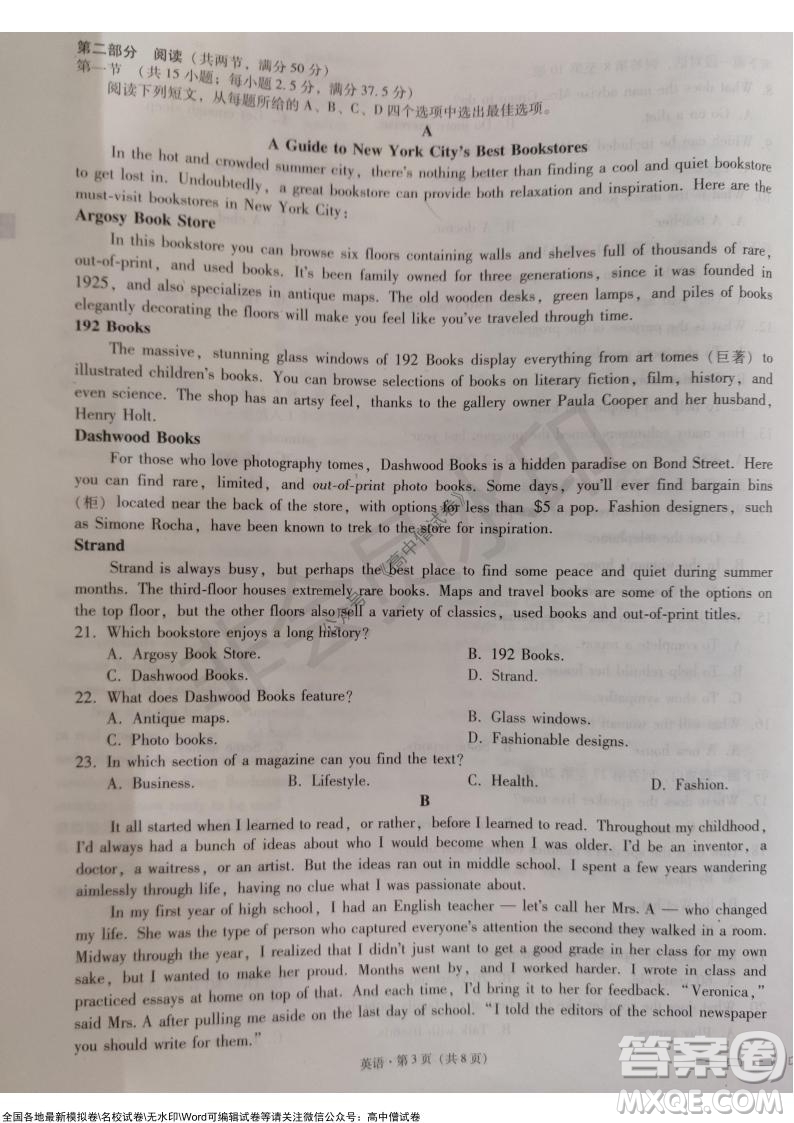 第二部分 阅读（共两节，满分50分）
第一节 （共15小题；每小题2.5分，满分37.5分）
阅读下列短文，从每题所给的A、B、C、D四个选项中选出最佳选项。
A
A Guide to New York City's Best Bookstores
In the hot and crowded summer city, there's nothing better than finding a cool and quiet bookstore
to get lost in. Undoubtedly, a great bookstore can provide both relaxation and inspiration. Here are the
must-visit bookstores in New York City:
Argosy Book Store
In this bookstore you can browse six floors containing walls and shelves full of thousands of rare,
out-of-print, and used books. It's been family owned for three generations, since it was founded in
1925, and also specializes in antique maps. The old wooden desks, green lamps, and piles of books
elegantly decorating the floors will make you feel like you've traveled through time.
192 Books
The massive, stunning glass windows of 192 Books display everything from art tomes（巨著）to
illustrated children's books. You can browse selections of books on literary fiction, film, history, and
even science. The shop has an artsy feel, thanks to the gallery owner Paula Cooper and her husband,
Henry Holt.
Dashwood Books
For those who love photography tomes, Dashwood Books is a hidden paradise on Bond Street. Here
you can find rare, limited, and out-of-print photo books. Some days, you'll even find bargain bins
（柜）located near the back of the store, with options for less than $5 a pop. Fashion designers, such
as Simone Rocha, have been known to trek to the store for inspiration.
Strand
Strand is always busy, but perhaps the best place to find some peace and quiet during summer
months. The third-floor houses extremely rare books. Maps and travel books are some of the options on
the top floor, but the other floors also sell a variety of classics, used books and out-of-print titles.
21. Which bookstore enjoys a long history?
A. Argosy Book Store. B. 192 Books.
C. Dashwood Books. D. Strand.
22. What does Dashwood Books feature?
A. Antique maps. B. Glass windows.
C. Photo books. D. Fashionable designs.
23. In which section of a magazine can you find the text?
A. Business. B. Lifestyle. C. Health. D. Fashion.
B
It all started when I learned to read, or rather, before I learned to read. Throughout my childhood,
I'd always had a bunch of ideas about who I would become when I was older. I'd be an inventor, a
doctor, a waitress, or an artist. But the ideas ran out in middle school. I spent a few years wandering
aimlessly through life, having no clue what I was passionate about.
In my first year of high school, I had an English teacher — let's call her Mrs. A — who changed
my life. She was the type of person who captured everyone's attention the second they walked in a room.
Midway through the year, I realized that I didn't just want to get a good grade in her class for my own
sake, but I wanted to make her proud. Months went by, and I worked harder. I wrote in class and
practiced essays at home on top of that. And each time, I'd bring it to her for feedback. “Veronica,”
said Mrs. A after pulling me aside on the last day of school. “I told the editors of the school newspaper
you should write for them.”
英语·第3页（共8页）
非会员水印
公众号：《高中僧试卷》
答案圈
MXQE.COM
全国各地最新模拟卷\名校试卷\无水印\Word可编辑试卷等请关注微信公众号：高中僧试卷